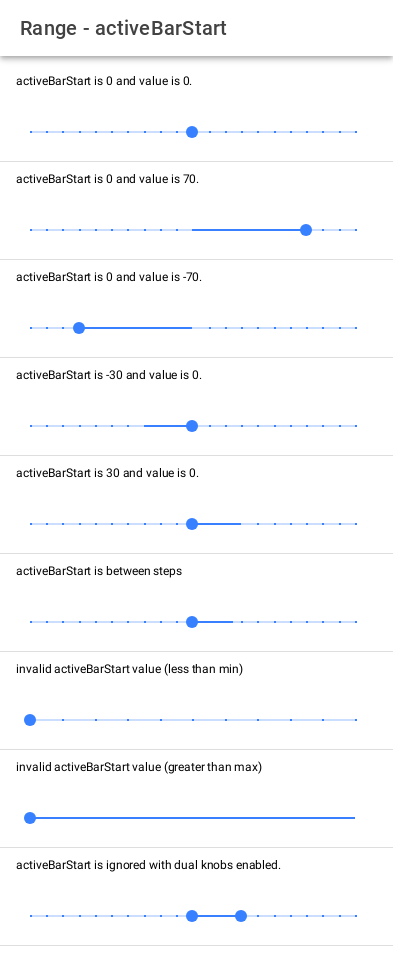 Range - activeBarStart
activeBarStart is 0 and value is 0.
activeBarStart is 0 and value is 70.
activeBarStart is 0 and value is -70.
activeBarStart is -30 and value is 0.
activeBarStart is 30 and value is 0.
activeBarStart is between steps
invalid activeBarStart value (less than min)
invalid activeBarStart value (greater than max)
activeBarStart is ignored with dual knobs enabled.